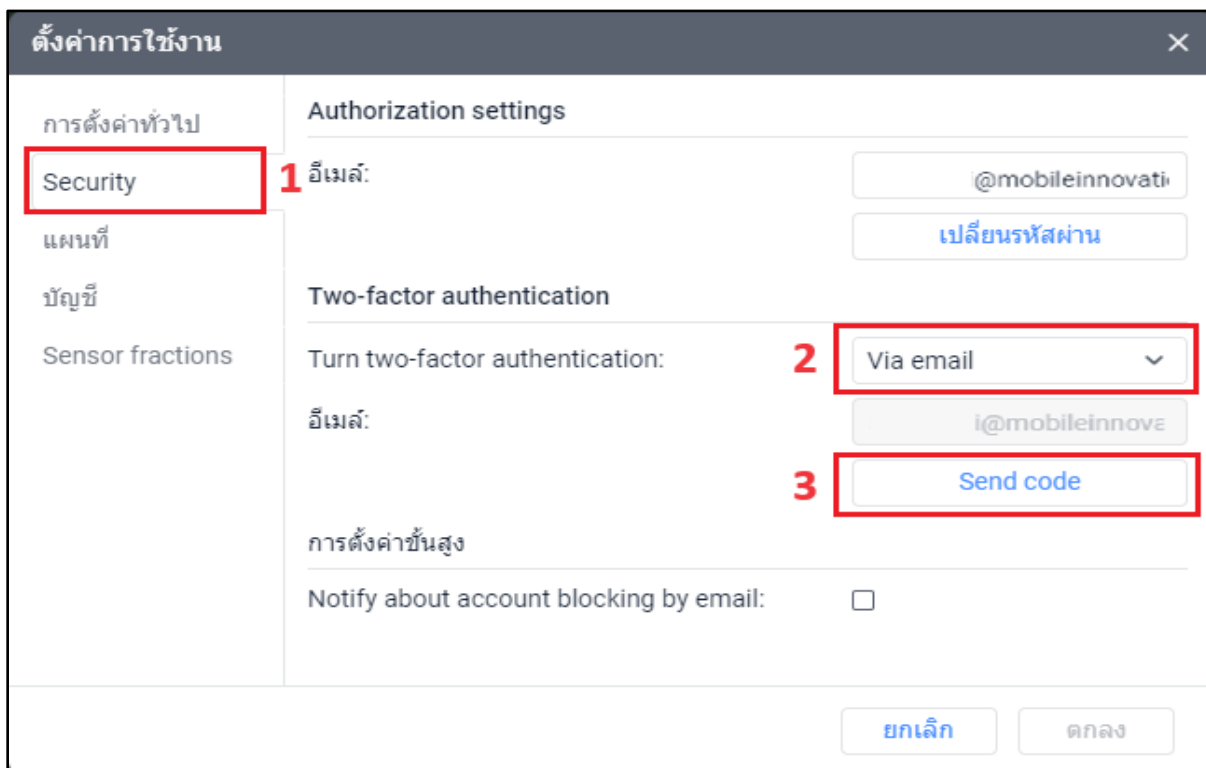 ตั้งค่าการใช้งาน
การตั้งค่าทั่วไป
Security
แผนที่
บัญชี
Sensor fractions
Authorization settings
1
อีเมล์:
i@mobileinnovati
เปลี่ยนรหัสผ่าน
Two-factor authentication
Turn two-factor authentication:
2
Via email
อีเมล์:
i@mobileinnova
3
Send code
การตั้งค่าขั้นสูง
Notify about account blocking by email:
ยกเลิก
ตกลง